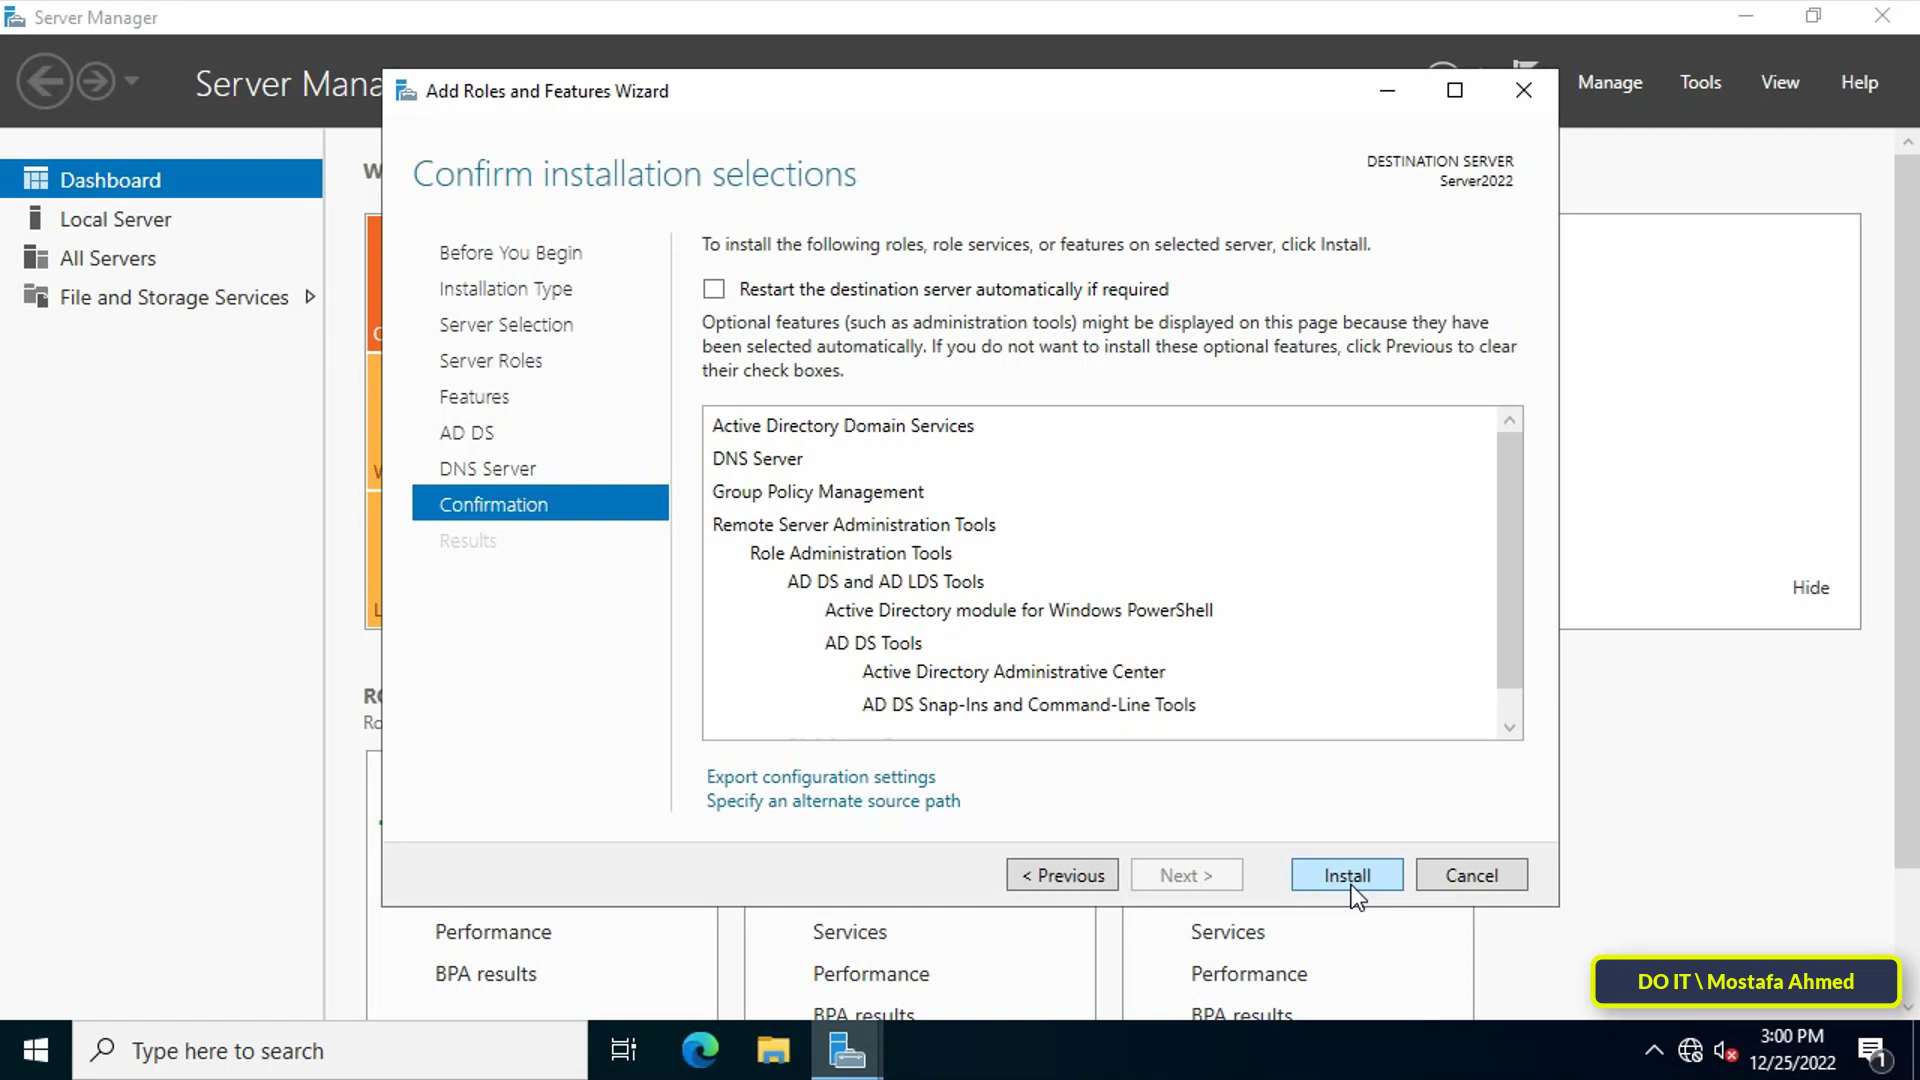 Server Manager
Server Mana
Manage
Tools
View
Help
Dashboard
Local Server
All Servers
File and Storage Services
Add Roles and Features Wizard
Confirm installation selections
DESTINATION SERVER
Server2022
Before You Begin
Installation Type
Server Selection
Server Roles
Features
AD DS
DNS Server
Confirmation
Results
To install the following roles, role services, or features on selected server, click Install.
Restart the destination server automatically if required
Optional features (such as administration tools) might be displayed on this page because they have
been selected automatically. If you do not want to install these optional features, click Previous to clear
their check boxes.
Active Directory Domain Services
DNS Server
Group Policy Management
Remote Server Administration Tools
Role Administration Tools
AD DS and AD LDS Tools
Active Directory module for Windows PowerShell
AD DS Tools
Active Directory Administrative Center
AD DS Snap-Ins and Command-Line Tools
Export configuration settings
Specify an alternate source path
< Previous
Next >
Install
Cancel
Hide
Performance
BPA results
Services
Performance
BPA results
Services
Performance
BPA results
DO IT \ Mostafa Ahmed
Type here to search
3:00 PM
12/25/2022
1